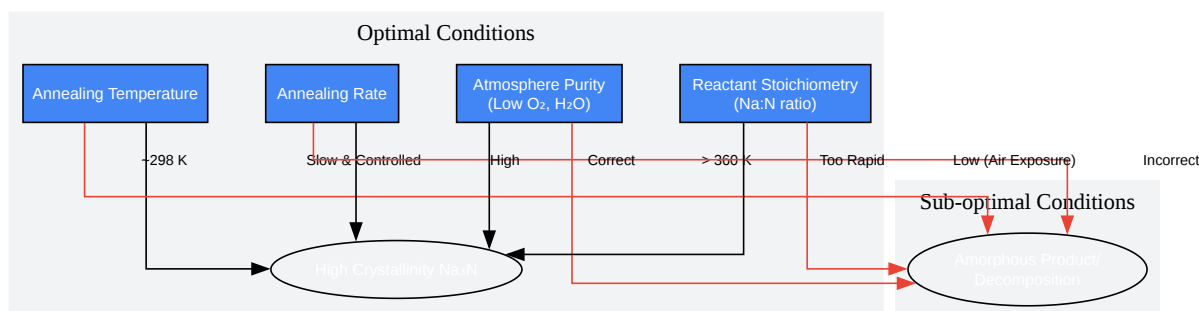 Optimal Conditions
Annealing Temperature
Annealing Rate
Atmosphere Purity
(Low O₂, H₂O)
Reactant Stoichiometry
(Na:N ratio)
~298 K
Slow & Controlled
High
Correct
> 360 K
Too Rapid
Low (Air Exposure)
Incorrect
Sub-optimal Conditions
High Crystallinity Na₃N
Amorphous Product/
Decomposition